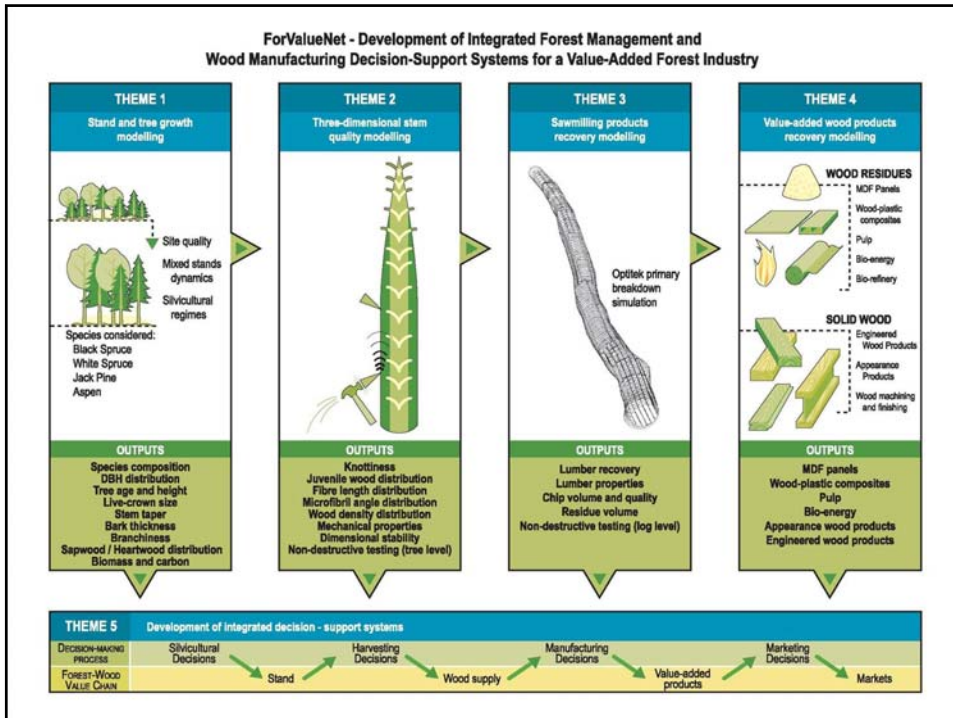 ForValueNet - Development of Integrated Forest Management and
Wood Manufacturing Decision-Support Systems for a Value-Added Forest Industry
THEME 1
Stand and tree growth
modelling
Site quality
Mixed stands
dynamics
Silvicultural
regimes
Species considered:
Black Spruce
White Spruce
Jack Pine
Aspen
OUTPUTS
Species composition
DBH distribution
Tree age and height
Live-crown size
Stem taper
Bark thickness
Branchiness
Sapwood / Heartwood distribution
Biomass and carbon
THEME 2
Three-dimensional stem
quality modelling
OUTPUTS
Knottiness
Juvenile wood distribution
Fibre length distribution
Microfibril angle distribution
Wood density distribution
Mechanical properties
Dimensional stability
Non-destructive testing (tree level)
THEME 3
Sawmilling products
recovery modelling
Optitek primary
breakdown
simulation
OUTPUTS
Lumber recovery
Lumber properties
Chip volume and quality
Residue volume
Non-destructive testing (log level)
THEME 4
Value-added wood products
recovery modelling
WOOD RESIDUES
MDF Panels
Wood-plastic
composites
Pulp
Bio-energy
Bio-refinery
SOLID WOOD
Engineered
Wood Products
Appearance
Products
Wood machining
and finishing
OUTPUTS
MDF panels
Wood-plastic composites
Pulp
Bio-energy
Appearance wood products
Engineered wood products
THEME 5
Development of integrated decision - support systems
DECISION-MAKING
PROCESS
Silvicultural
Decisions
Harvesting
Decisions
Manufacturing
Decisions
Marketing
Decisions
FOREST-WOOD
VALUE CHAIN
Stand
Wood supply
Value-added
products
Markets